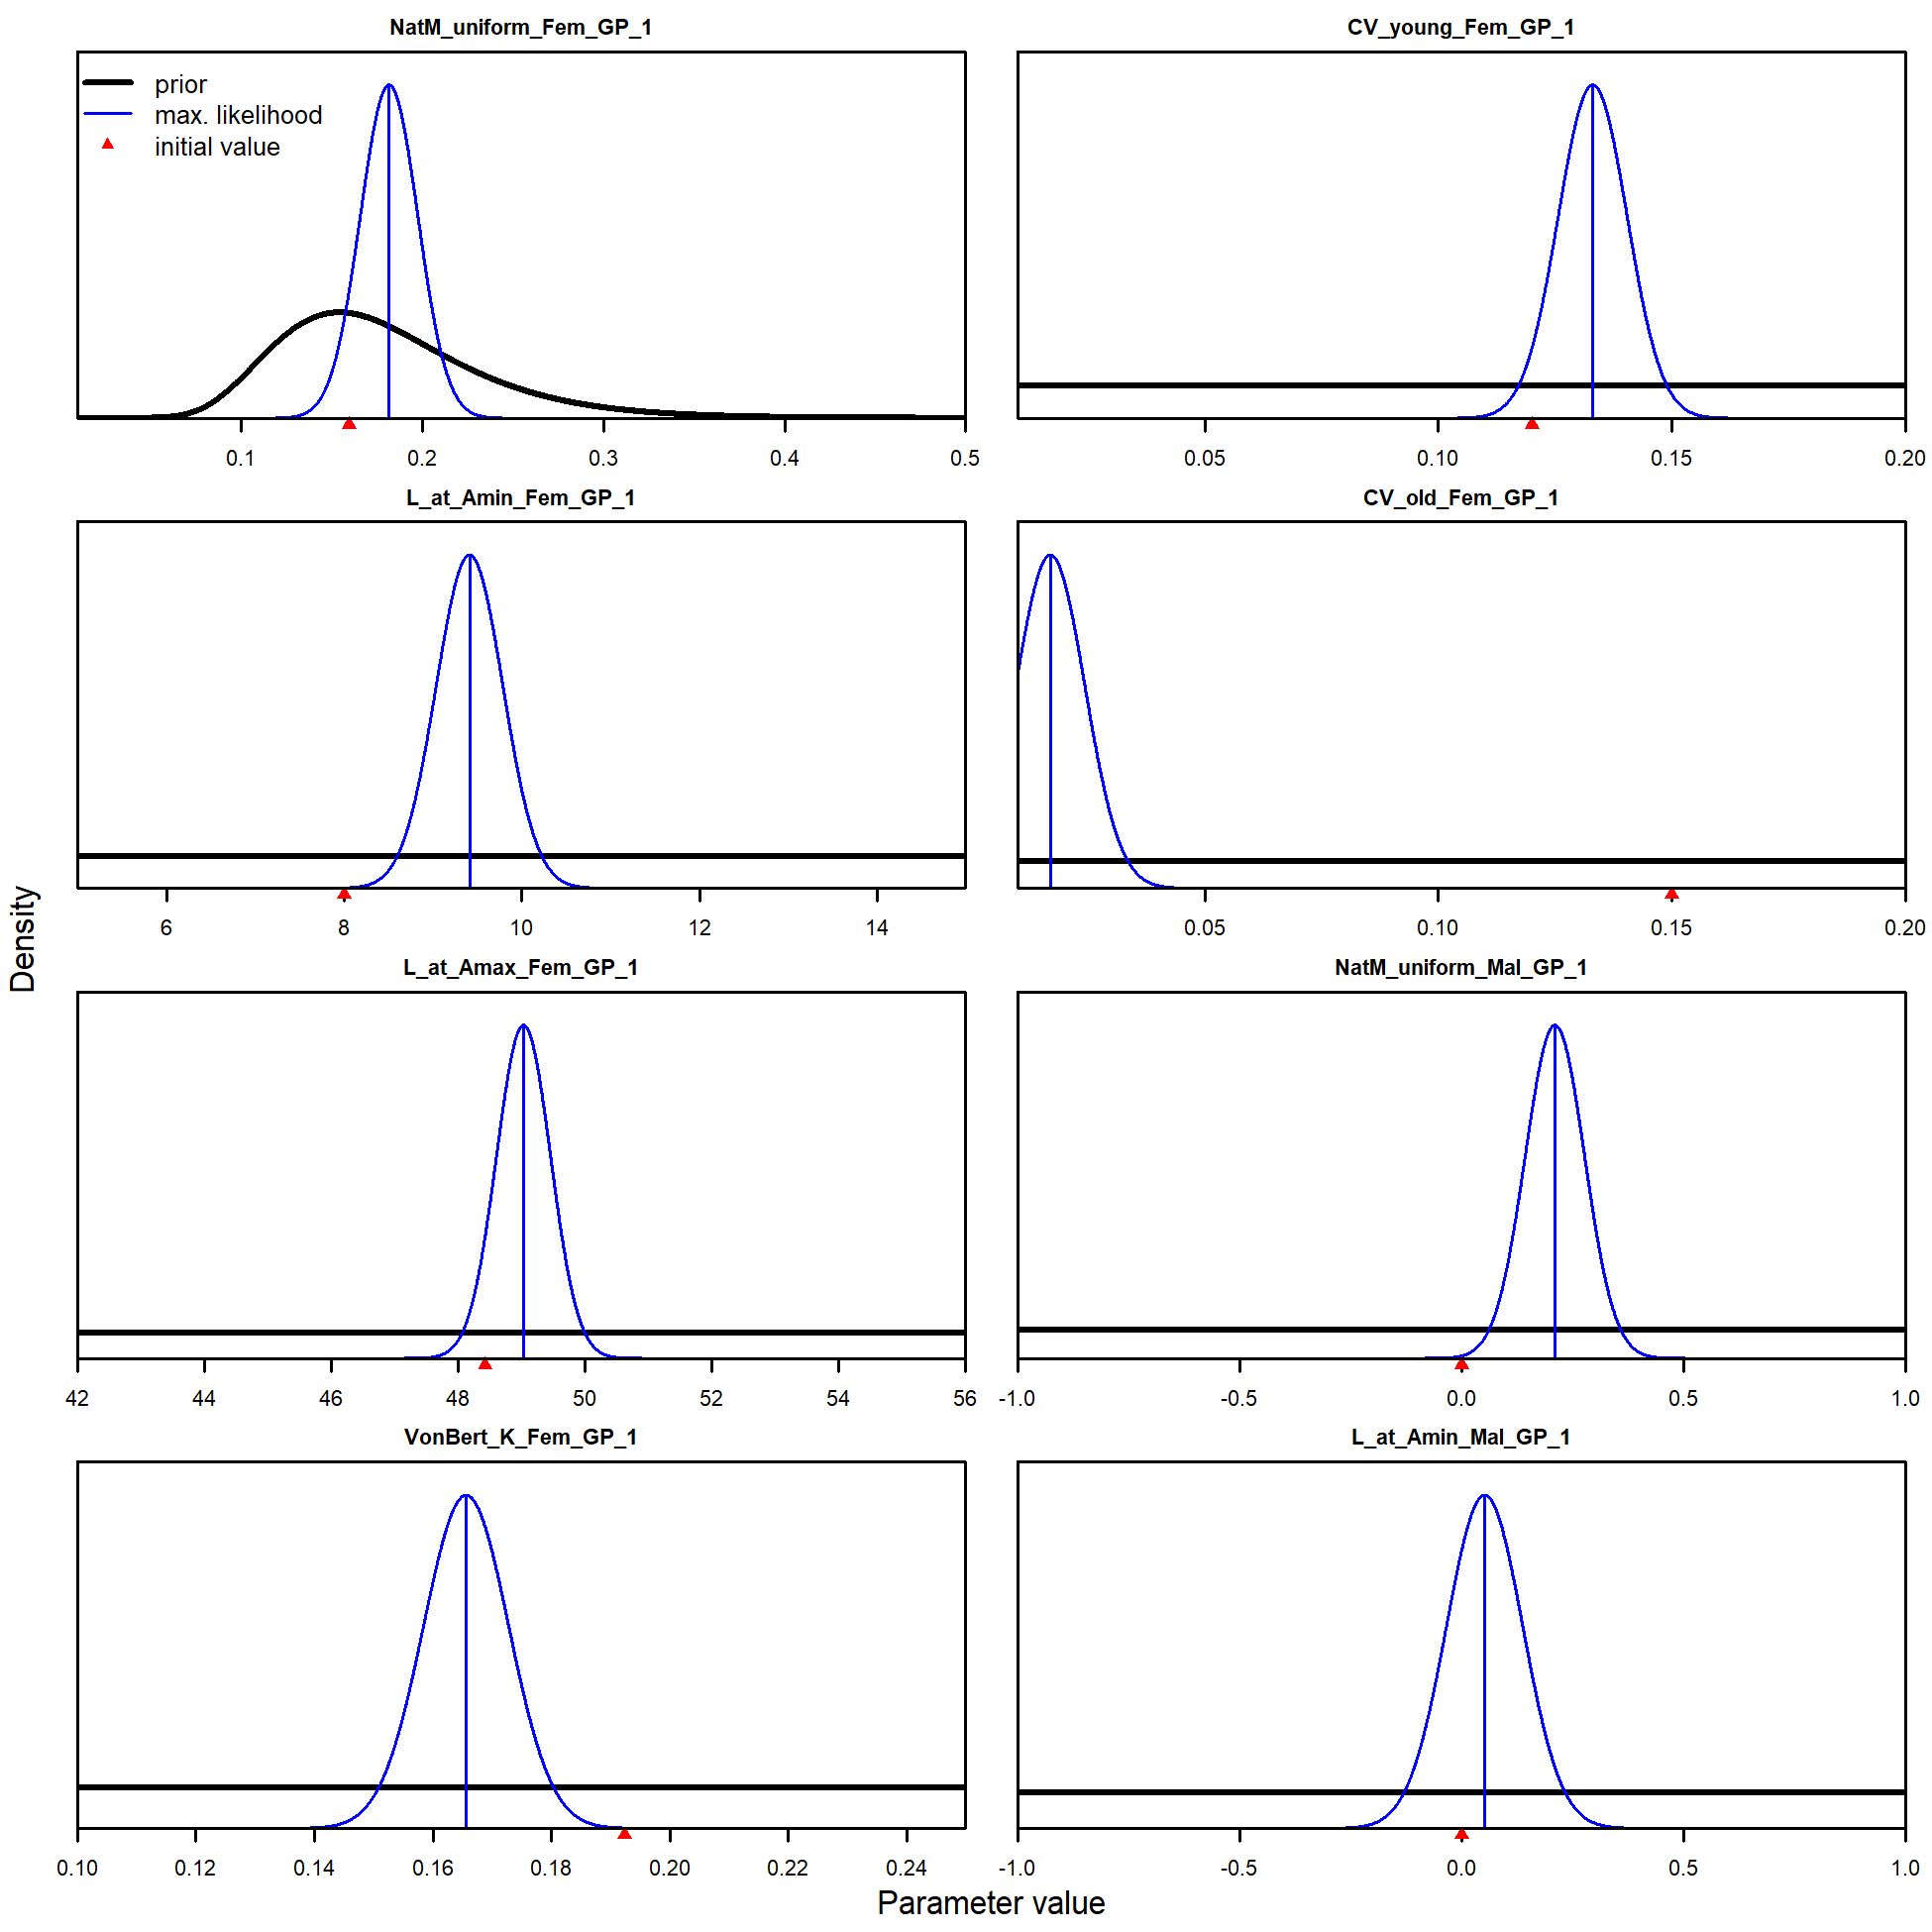 NatM_uniform_Fem_GP_1
prior
max. likelihood
initial value
0.1 0.2 0.3 0.4 0.5
CV_young_Fem_GP_1
0.05 0.10 0.15 0.20
L_at_Amin_Fem_GP_1
6 8 10 12 14
CV_old_Fem_GP_1
0.05 0.10 0.15 0.20
L_at_Amax_Fem_GP_1
42 44 46 48 50 52 54 56
NatM_uniform_Mal_GP_1
-1.0 -0.5 0.0 0.5 1.0
VonBert_K_Fem_GP_1
0.10 0.12 0.14 0.16 0.18 0.20 0.22 0.24
L_at_Amin_Mal_GP_1
-1.0 -0.5 0.0 0.5 1.0
Density
Parameter value